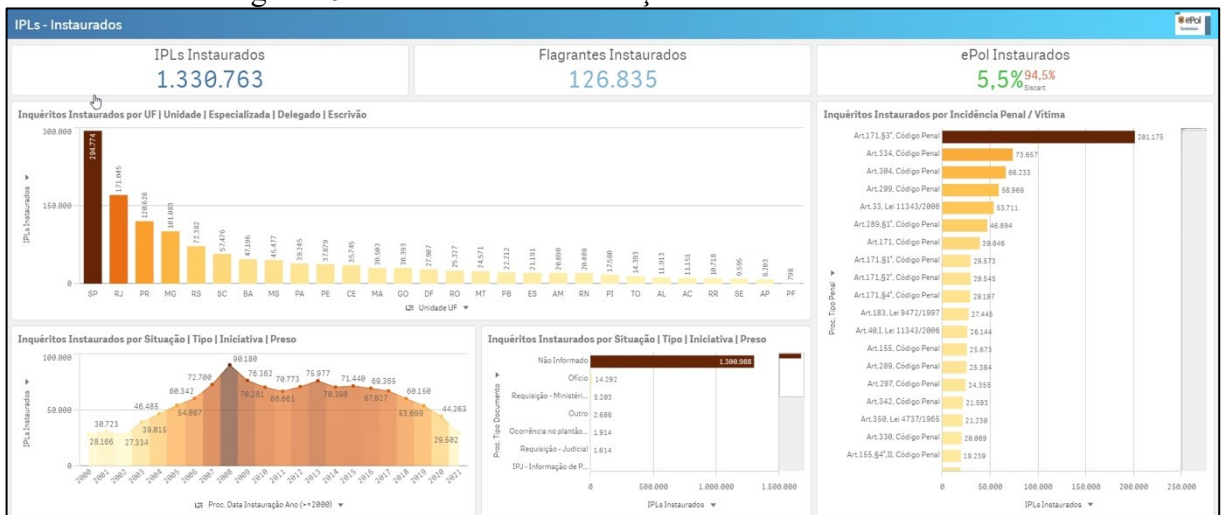 IPLs - Instaurados
ePol
IPLs Instaurados
1.330.763
Flagrantes Instaurados
126.835
ePol Instaurados
5,5% 94,5%
Siscart
Inquéritos Instaurados por UF | Unidade | Especializada | Delegado | Escrivão
IPLs Instaurados
300.000
150.000
0
294.774
171.045
120.628
101.083
72.382
57.476
47.196
45.477
39.245
37.879
35.745
30.503
30.393
27.987
25.327
24.571
22.212
21.191
20.890
20.408
17.580
14.393
11.913
11.151
10.718
9.595
8.203
798
SP RJ PR MG RS SC BA MS PA PE CE MA GO DF RO MT PB ES AM RN PI TO AL AC RR SE AP PF
Unidade UF
Inquéritos Instaurados por Situação | Tipo | Iniciativa | Preso
IPLs Instaurados
100.000
50.000
0
28.166
30.723
27.334
39.015
46.485
54.087
60.342
72.700
90.180
70.291
76.362
66.661
70.773
75.977
70.398
71.440
67.027
69.365
53.699
60.150
44.263
29.502
2000 2001 2002 2003 2004 2005 2006 2007 2008 2009 2010 2011 2012 2013 2014 2015 2016 2017 2018 2019 2020 2021
Proc. Data Instauração Ano (>=2000)
Inquéritos Instaurados por Situação | Tipo | Iniciativa | Preso
Proc. Tipo Documento
Não Informado 1.300.988
Ofício 14.292
Requisição - Ministéri... 5.203
Outro 2.686
Ocorrência no plantão... 1.914
Requisição - Judicial 1.614
IPJ - Informação de P...
0 500.000 1.000.000 1.500.000
IPLs Instaurados
Inquéritos Instaurados por Incidência Penal / Vítima
Proc. Tipo Penal
Art.171,§3°, Código Penal 201.175
Art.334, Código Penal 73.657
Art.304, Código Penal 66.233
Art.299, Código Penal 58.969
Art.33, Lei 11343/2006 53.711
Art.289,§1°, Código Penal 46.894
Art.171, Código Penal 39.046
Art.171,§1°, Código Penal 29.573
Art.171,§2°, Código Penal 29.545
Art.171,§4°, Código Penal 29.197
Art.183, Lei 9472/1997 27.445
Art.40,I, Lei 11343/2006 26.144
Art.155, Código Penal 25.673
Art.289, Código Penal 25.384
Art.297, Código Penal 24.355
Art.342, Código Penal 21.593
Art.350, Lei 4737/1965 21.230
Art.330, Código Penal 20.069
Art.155,§4°,II, Código Penal 19.239
0 50.000 100.000 150.000 200.000 250.000
IPLs Instaurados